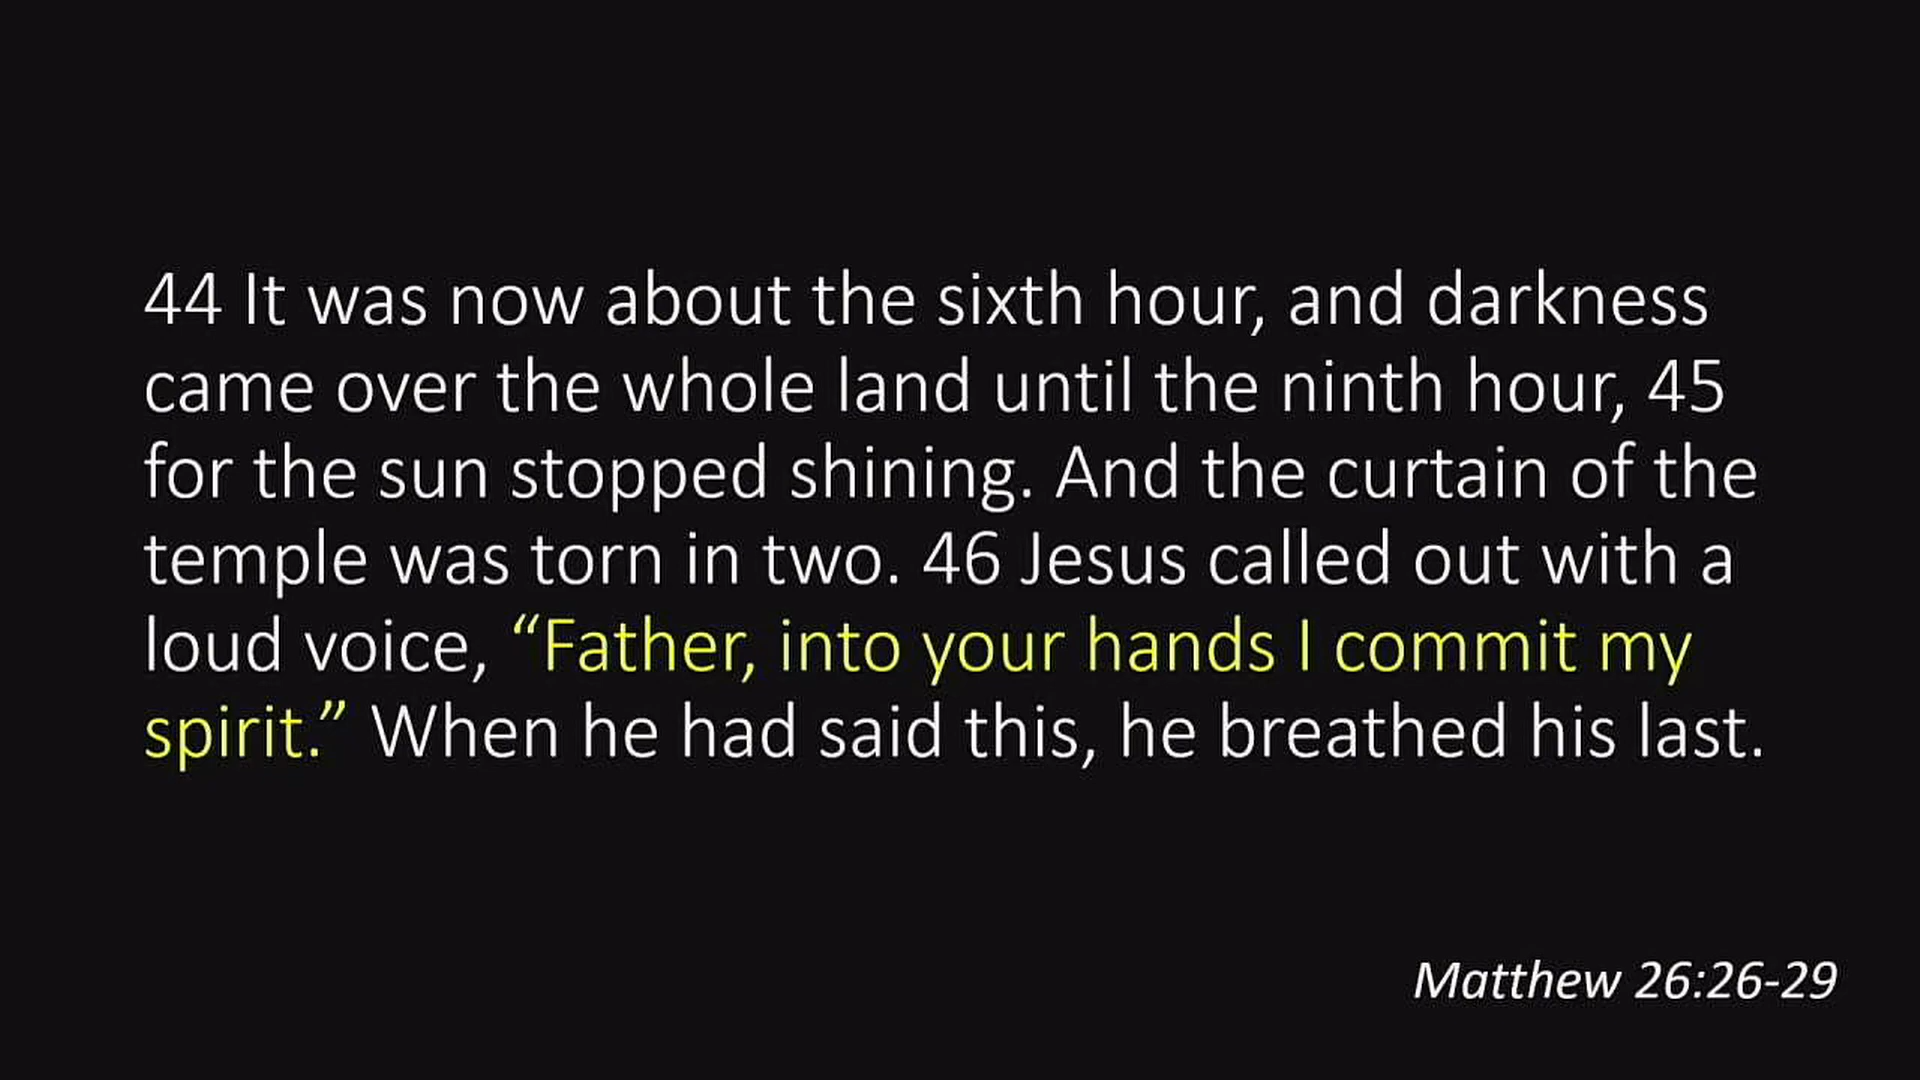 44 It was now about the sixth hour, and darkness
came over the whole land until the ninth hour, 45
for the sun stopped shining. And the curtain of the
temple was torn in two. 46 Jesus called out with a
loud voice, “Father, into your hands I commit my
spirit.” When he had said this, he breathed his last.
Matthew 26:26-29